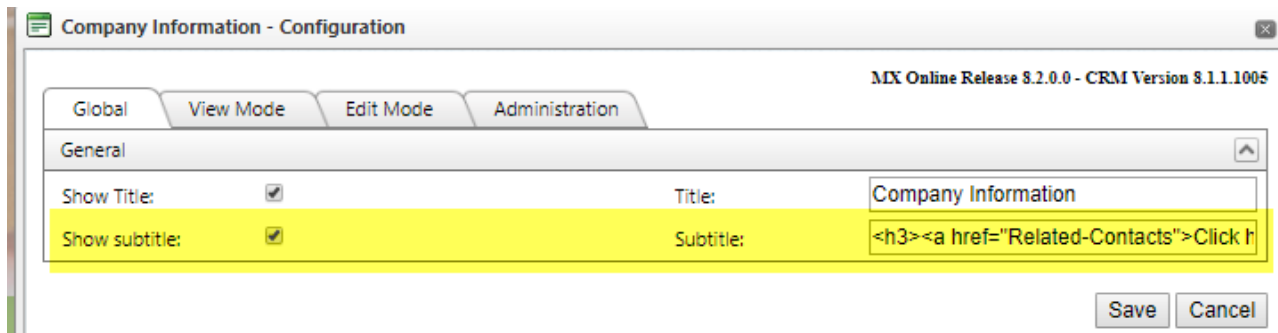 Company Information - Configuration
MX Online Release 8.2.0.0 - CRM Version 8.1.1.1005
Global View Mode Edit Mode Administration
General
Show Title: Title: Company Information
Show subtitle: Subtitle: <h3><a href="Related-Contacts">Click
Save Cancel